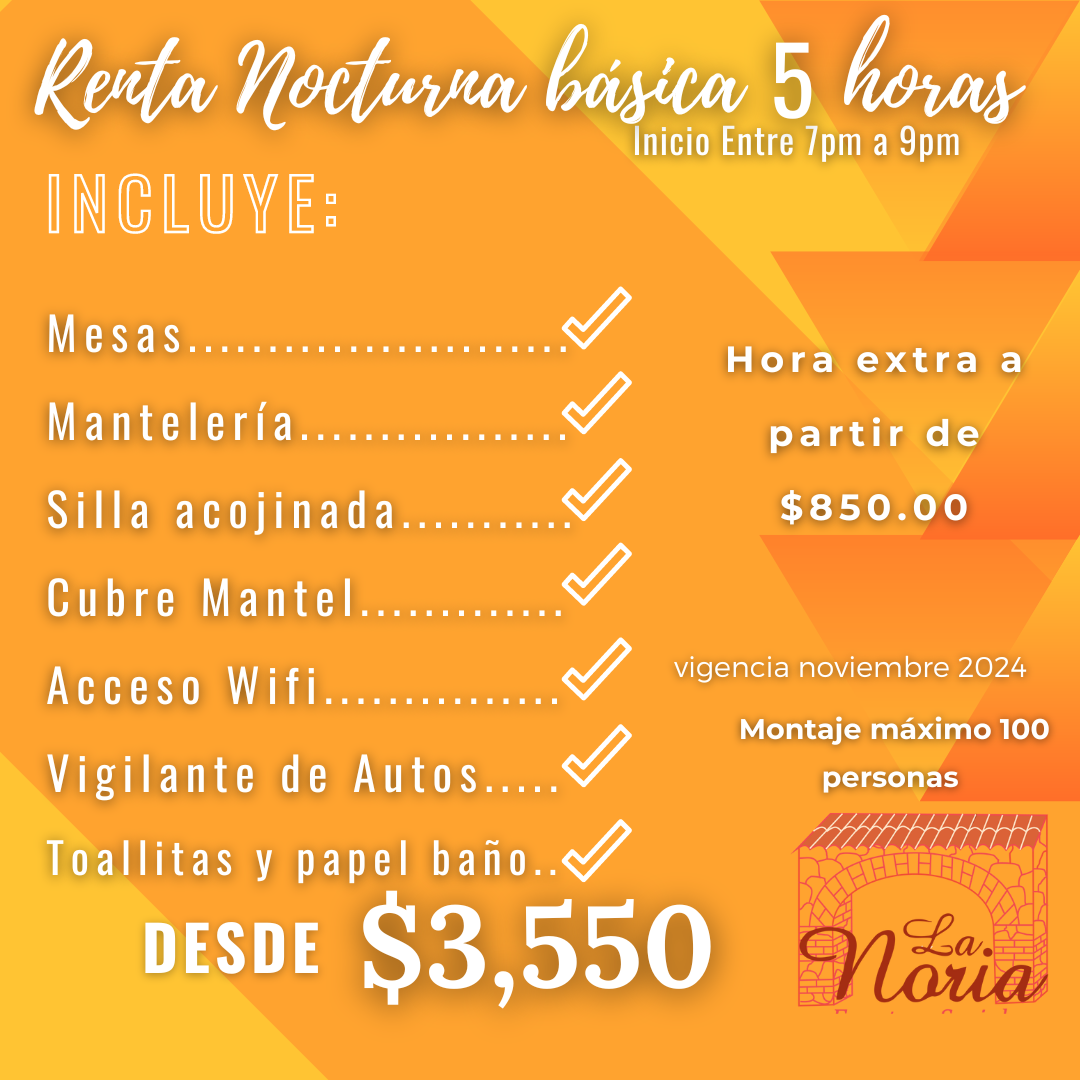 Renta Nocturna básica 5 horas
Inicio Entre 7pm a 9pm
INCLUYE:
Mesas........................
Mantelería.................
Silla acojinada...........
Cubre Mantel.............
Acceso Wifi...............
Vigilante de Autos.....
Toallitas y papel baño..
DESDE $3,550
Hora extra a
partir de
$850.00
vigencia noviembre 2024
Montaje máximo 100
personas
La
Noria